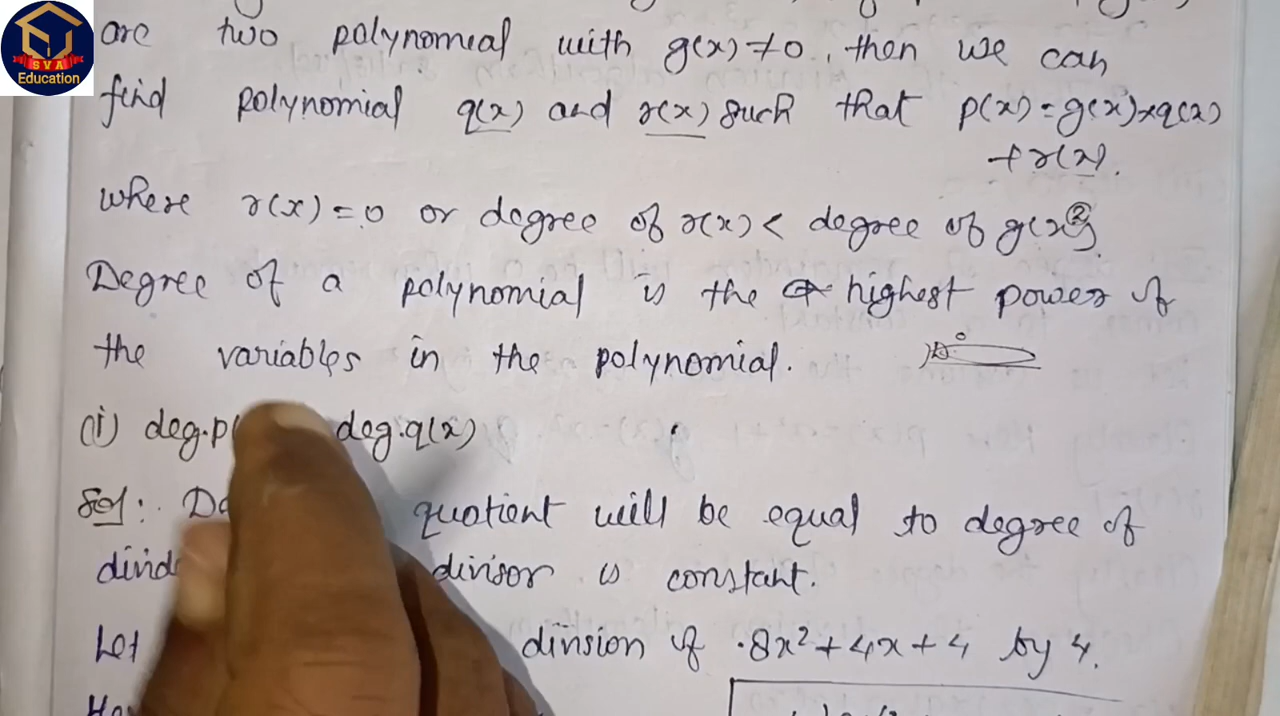 SVA
Education
are two polynomial with g(x) ≠ 0, then we can
find polynomial q(x) and r(x) such that p(x) = g(x) × q(x)
+ r(x).
where r(x) = 0 or degree of r(x) < degree of g(x)
Degree of a polynomial is the highest power of
the variables in the polynomial.
(i) deg. p( deg. q(x)
Sol: quotient will be equal to degree of
divisor is constant.
Let division of 8x² + 4x + 4 by 4.